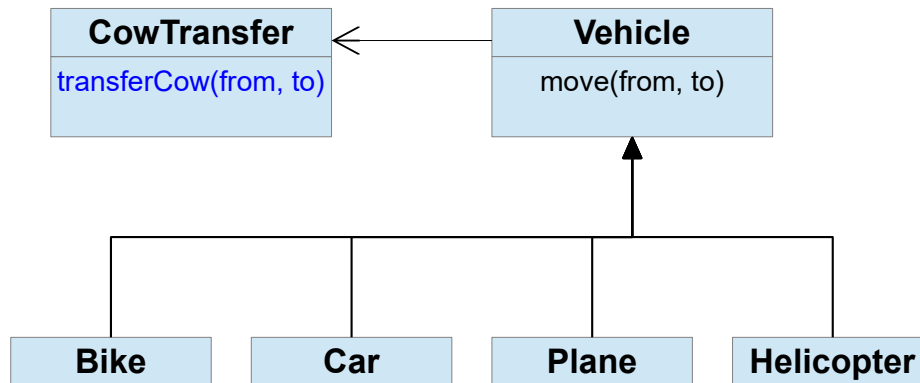 CowTransfer
transferCow(from, to)
Vehicle
move(from, to)
Bike
Car
Plane
Helicopter